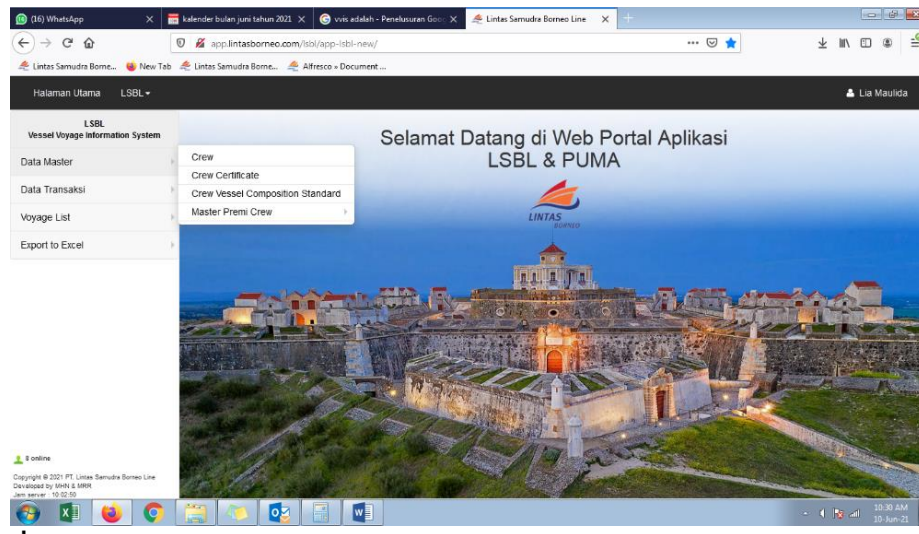 (16) WhatsApp
kalender bulan juni tahun 2021
vvis adalah - Penelusuran Goo
Lintas Samudra Borneo Line
app.lintasborneo.com/lsbl/app-lsbl-new/
Lintas Samudra Borne...
New Tab
Lintas Samudra Borne...
Alfresco » Document ...
Halaman Utama
LSBL
Lia Maulida
LSBL
Vessel Voyage Information System
Data Master
Data Transaksi
Voyage List
Export to Excel
Crew
Crew Certificate
Crew Vessel Composition Standard
Master Premi Crew
Selamat Datang di Web Portal Aplikasi
LSBL & PUMA
LINTAS
BORNEO
8 online
Copyright © 2021 PT. Lintas Samudra Borneo Line
Developed by MHN & MRR
Jam server : 10:02:50
10:30 AM
10-Jun-21